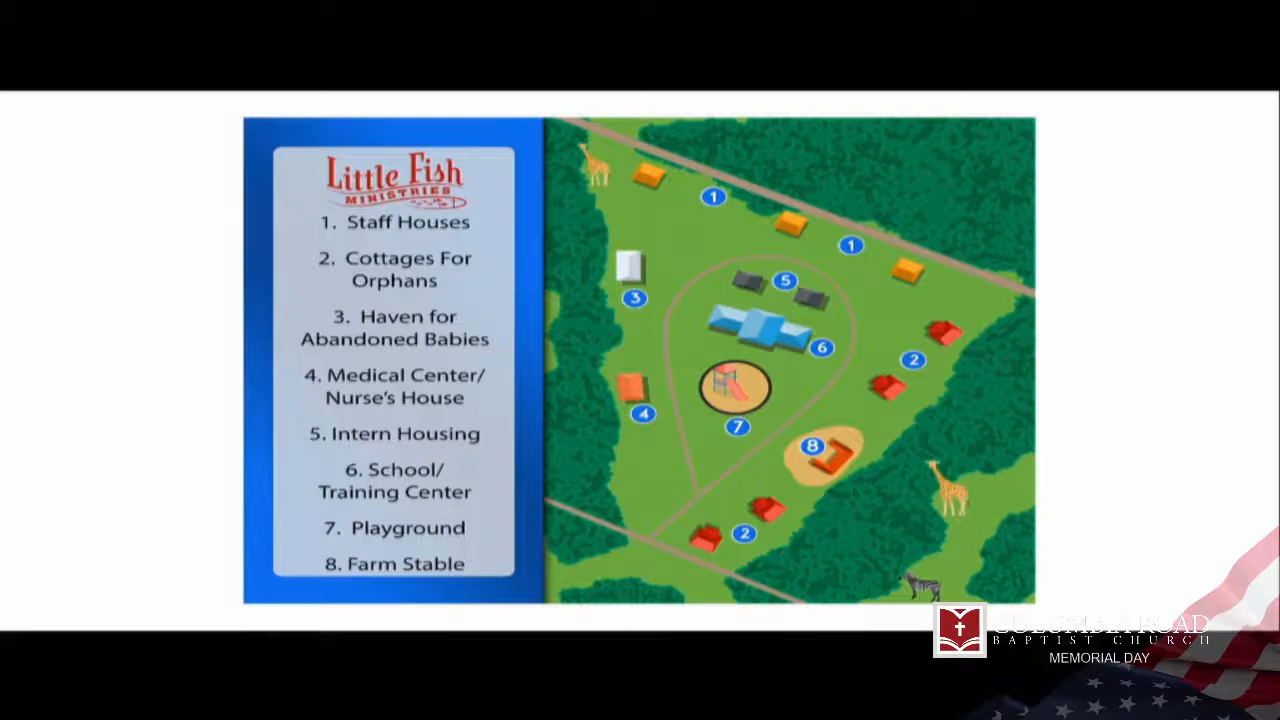 Little Fish
MINISTRIES
1. Staff Houses
2. Cottages For
Orphans
3. Haven for
Abandoned Babies
4. Medical Center/
Nurse's House
5. Intern Housing
6. School/
Training Center
7. Playground
8. Farm Stable
1
1
5
3
6
2
4
7
8
2
COLUMBIA ROAD
BAPTIST CHURCH
MEMORIAL DAY